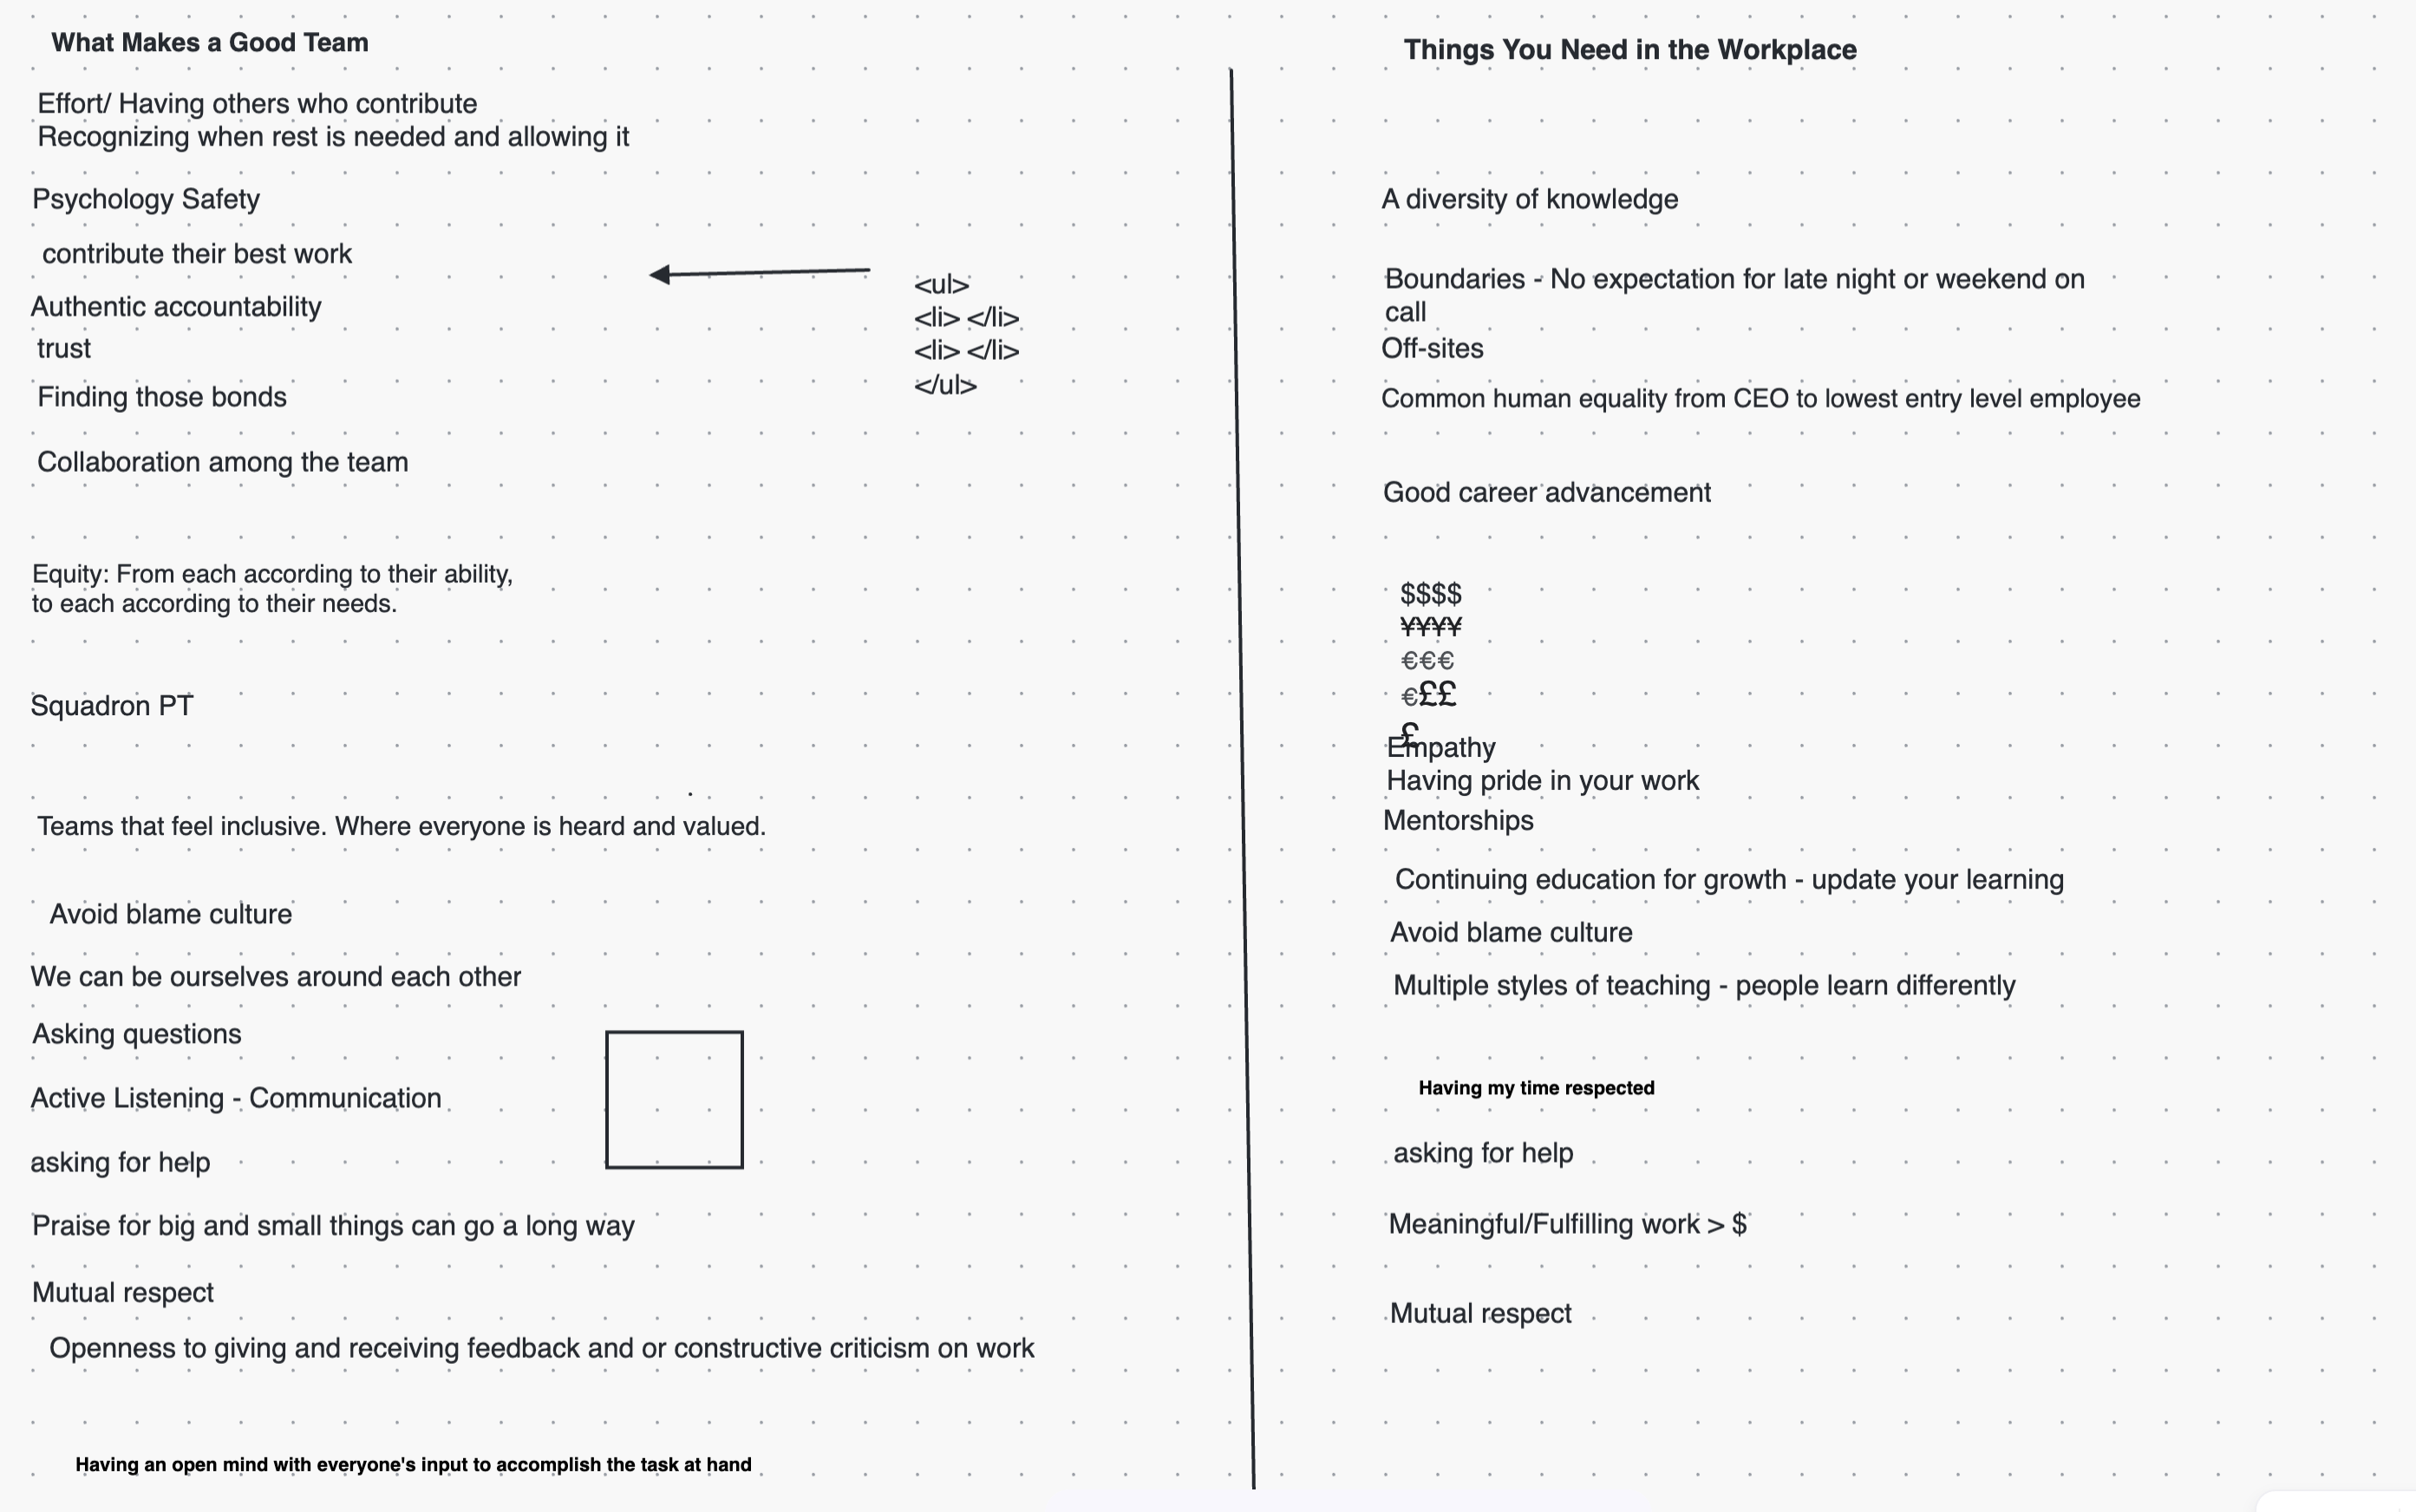 What Makes a Good Team
Effort/ Having others who contribute
Recognizing when rest is needed and allowing it
Psychology Safety
contribute their best work
Authentic accountability
trust
Finding those bonds
Collaboration among the team
Equity: From each according to their ability,
to each according to their needs.
Squadron PT
Teams that feel inclusive. Where everyone is heard and valued.
Avoid blame culture
We can be ourselves around each other
Asking questions
Active Listening - Communication
asking for help
Praise for big and small things can go a long way
Mutual respect
Openness to giving and receiving feedback and or constructive criticism on work
Having an open mind with everyone's input to accomplish the task at hand
<ul>
<li> </li>
<li> </li>
</ul>
Things You Need in the Workplace
A diversity of knowledge
Boundaries - No expectation for late night or weekend on
call
Off-sites
Common human equality from CEO to lowest entry level employee
Good career advancement
$$$$
¥¥¥¥
€€€
€££
£
Empathy
Having pride in your work
Mentorships
Continuing education for growth - update your learning
Avoid blame culture
Multiple styles of teaching - people learn differently
Having my time respected
asking for help
Meaningful/Fulfilling work > $
Mutual respect